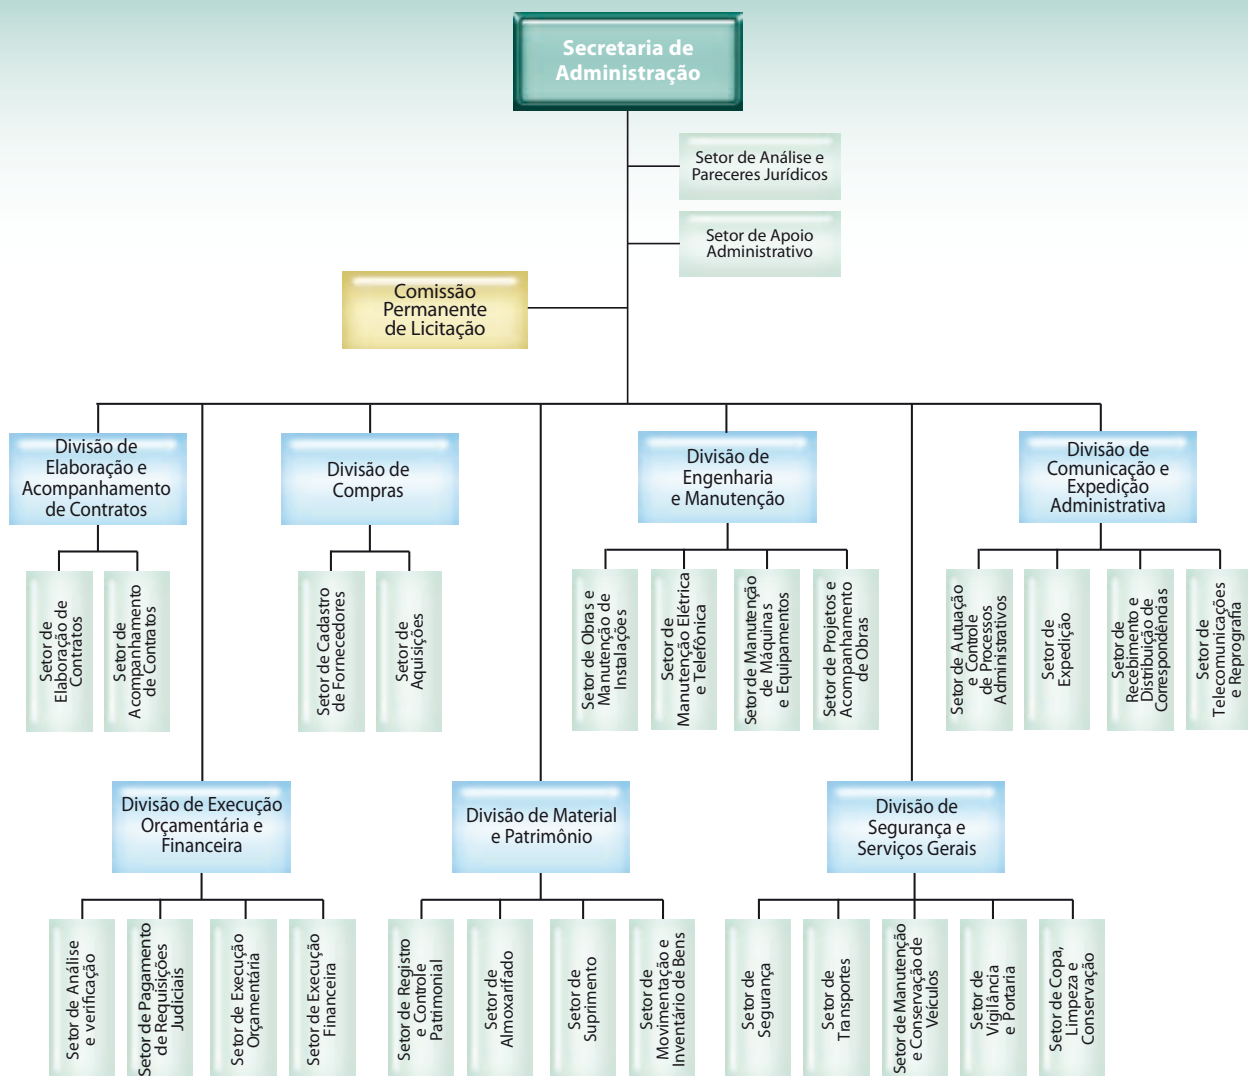 Secretaria de
Administração
Setor de Análise e
Pareceres Jurídicos
Setor de Apoio
Administrativo
Comissão
Permanente
de Licitação
Divisão de
Elaboração e
Acompanhamento
de Contratos
Divisão de
Compras
Divisão de
Engenharia
e Manutenção
Divisão de
Comunicação e
Expedição
Administrativa
Setor de
Elaboração de
Contratos
Setor de
Acompanhamento
de Contratos
Setor de Cadastro
de Fornecedores
Setor de
Aquisições
Setor de Obras e
Manutenção de
Instalações
Setor de
Manutenção Elétrica
e Telefônica
Setor de Manutenção
de Máquinas
e Equipamentos
Setor de Projetos e
Acompanhamento
de Obras
Setor de Autuação
e Controle
de Processos
Administrativos
Setor de
Expedição
Setor de
Recebimento e
Distribuição de
Correspondências
Setor de
Telecomunicações
e Reprografia
Divisão de Execução
Orçamentária e
Financeira
Divisão de Material
e Patrimônio
Divisão de
Segurança e
Serviços Gerais
Setor de Análise
e verificação
Setor de Pagamento
de Requisições
Judiciais
Setor de Execução
Orçamentária
Setor de Execução
Financeira
Setor de Registro
e Controle
Patrimonial
Setor de
Almoxarifado
Setor de
Suprimento
Setor de
Movimentação e
Inventário de Bens
Setor de
Segurança
Setor de
Transportes
Setor de Manutenção
e Conservação de
Veículos
Setor de
Vigilância
e Portaria
Setor de Copa,
Limpeza e
Conservação